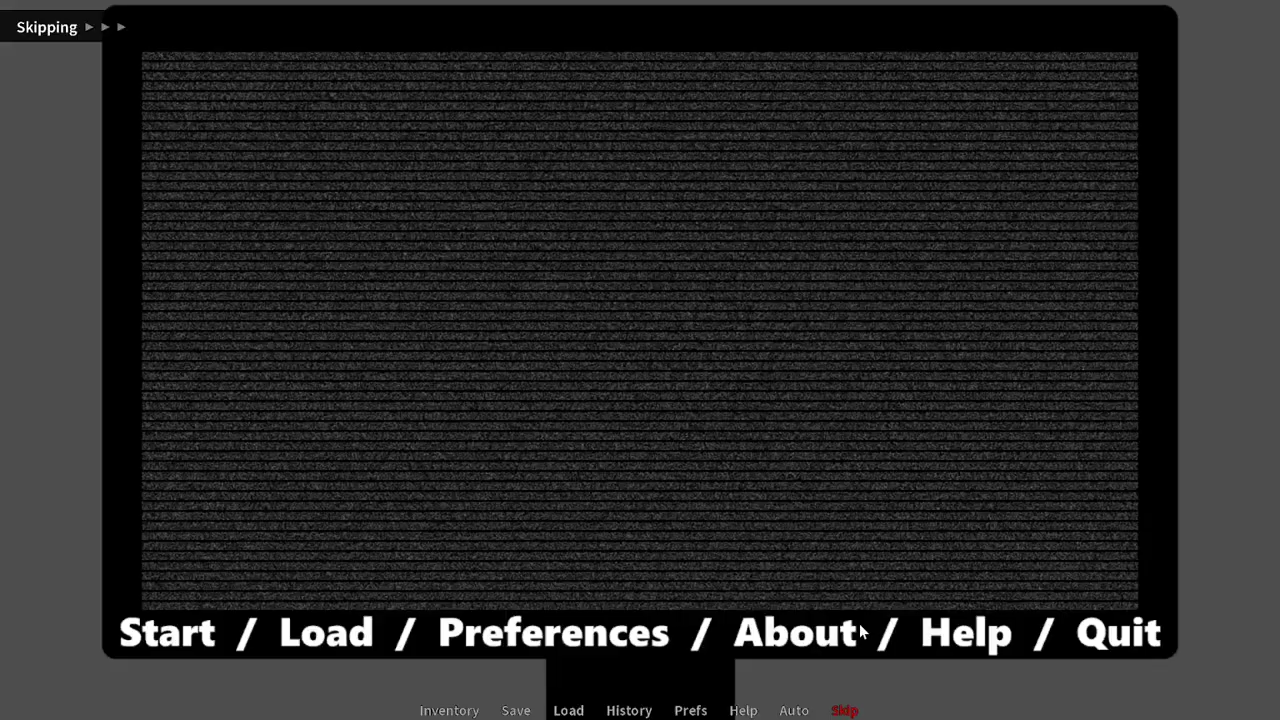 Skipping ▸ ▸ ▸
Start / Load / Preferences / About / Help / Quit
Inventory Save Load History Prefs Help Auto Skip